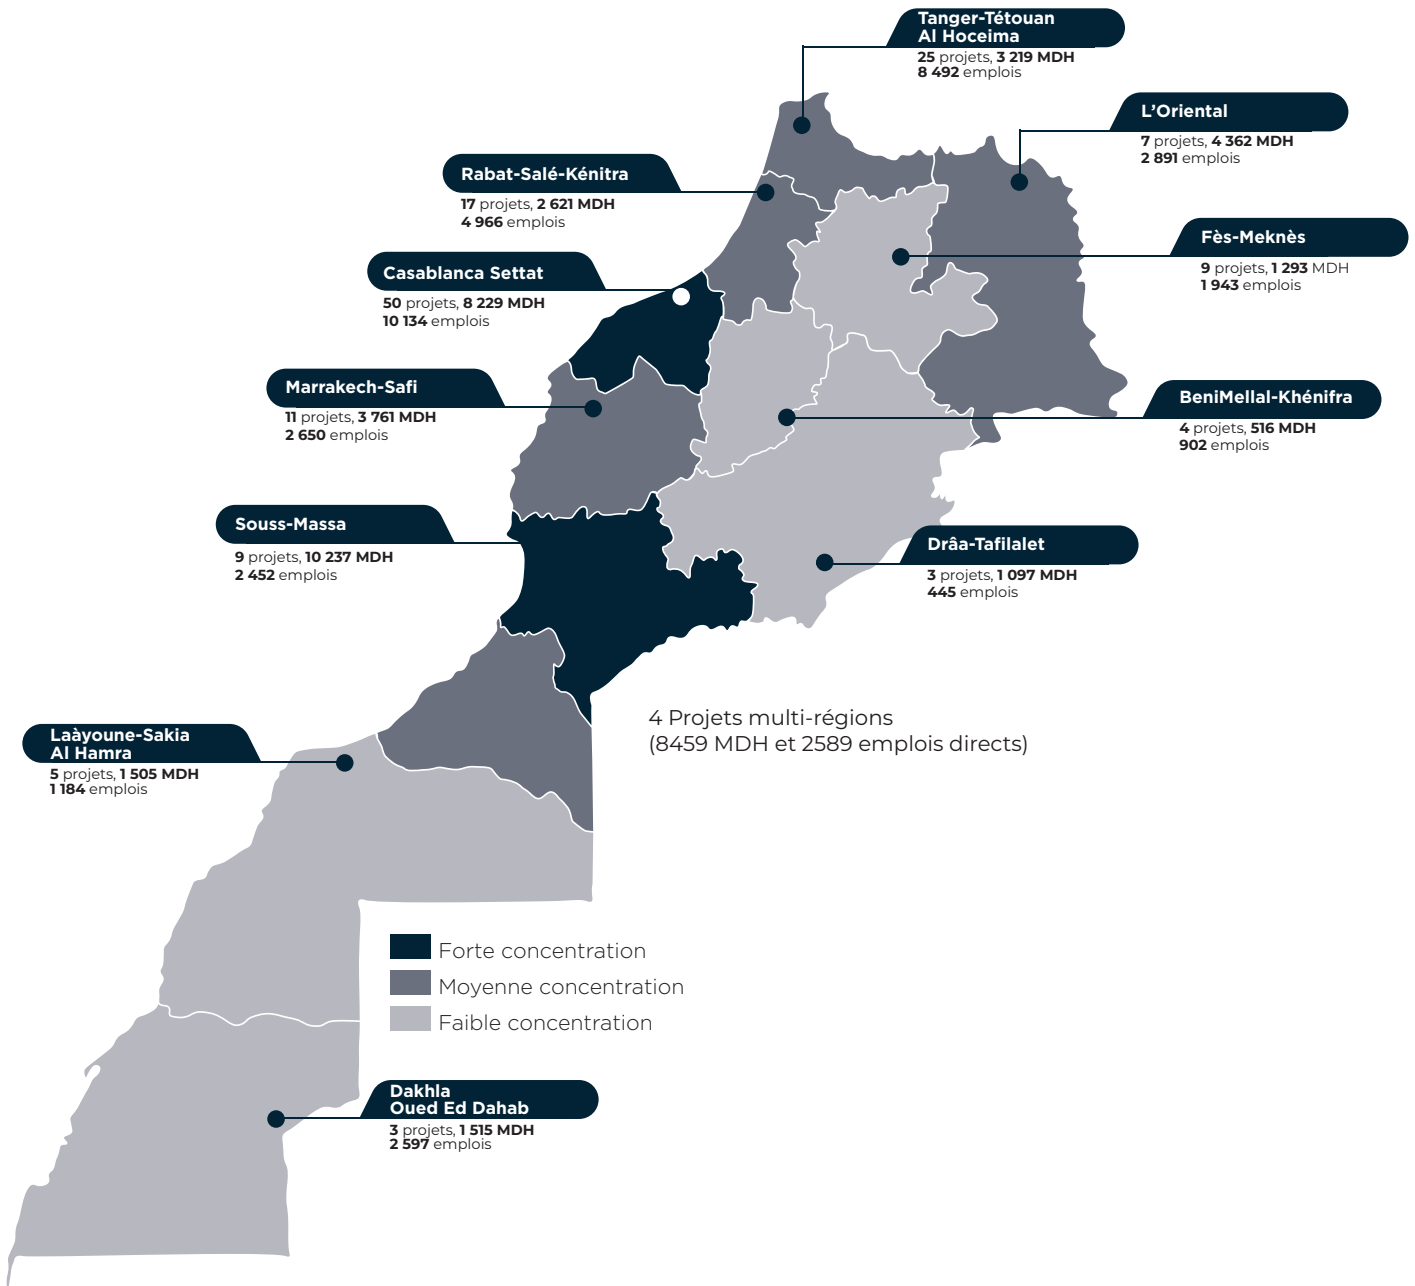 Tanger-Tétouan
Al Hoceima
25 projets, 3 219 MDH
8 492 emplois
L'Oriental
7 projets, 4 362 MDH
2 891 emplois
Rabat-Salé-Kénitra
17 projets, 2 621 MDH
4 966 emplois
Fès-Meknès
9 projets, 1 293 MDH
1 943 emplois
Casablanca Settat
50 projets, 8 229 MDH
10 134 emplois
Marrakech-Safi
11 projets, 3 761 MDH
2 650 emplois
BeniMellal-Khénifra
4 projets, 516 MDH
902 emplois
Souss-Massa
9 projets, 10 237 MDH
2 452 emplois
Drâa-Tafilalet
3 projets, 1 097 MDH
445 emplois
4 Projets multi-régions
(8459 MDH et 2589 emplois directs)
Laàyoune-Sakia
Al Hamra
5 projets, 1 505 MDH
1 184 emplois
Forte concentration
Moyenne concentration
Faible concentration
Dakhla
Oued Ed Dahab
3 projets, 1 515 MDH
2 597 emplois